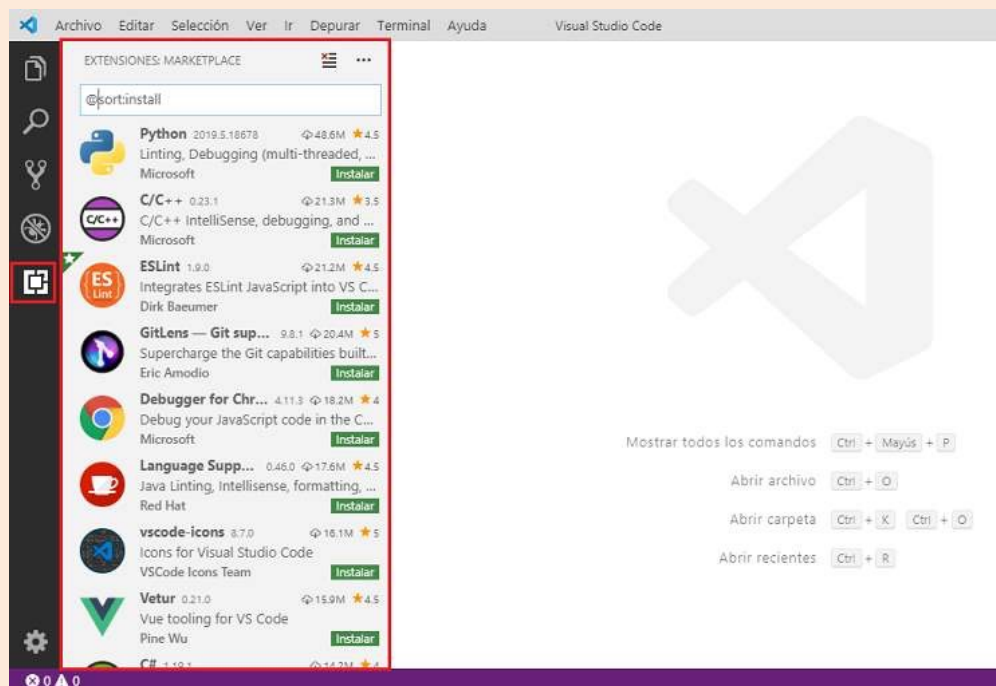 Archivo Editar Selección Ver Ir Depurar Terminal Ayuda Visual Studio Code
EXTENSIONES: MARKETPLACE
@sort:install
Python 2019.5.18678 48.6M 4.5
Linting, Debugging (multi-threaded, ...
Microsoft Instalar
C/C++
C/C++ 0.23.1 21.3M 3.5
C/C++ IntelliSense, debugging, and ...
Microsoft Instalar
ES
Lint
ESLint 1.9.0 21.2M 4.5
Integrates ESLint JavaScript into VS C...
Dirk Baeumer Instalar
GitLens — Git sup... 9.8.1 20.4M 5
Supercharge the Git capabilities built...
Eric Amodio Instalar
Debugger for Chr... 4.11.3 18.2M 4
Debug your JavaScript code in the C...
Microsoft Instalar
Language Supp... 0.46.0 17.6M 4.5
Java Linting, Intellisense, formatting, ...
Red Hat Instalar
vscode-icons 8.7.0 16.1M 5
Icons for Visual Studio Code
VSCode Icons Team Instalar
Vetur 0.21.0 15.9M 4.5
Vue tooling for VS Code
Pine Wu Instalar
C# 1.19.1 14.2M 4
Mostrar todos los comandos Ctrl + Mayús + P
Abrir archivo Ctrl + O
Abrir carpeta Ctrl + K Ctrl + O
Abrir recientes Ctrl + R
0 0